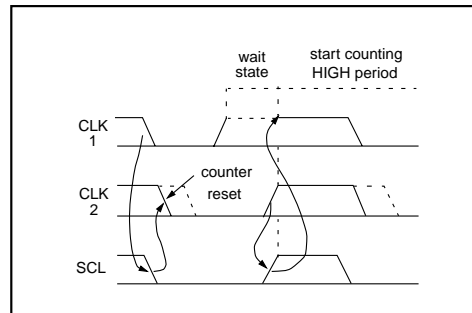 wait
state
start counting
HIGH period
CLK
1
counter
reset
CLK
2
SCL